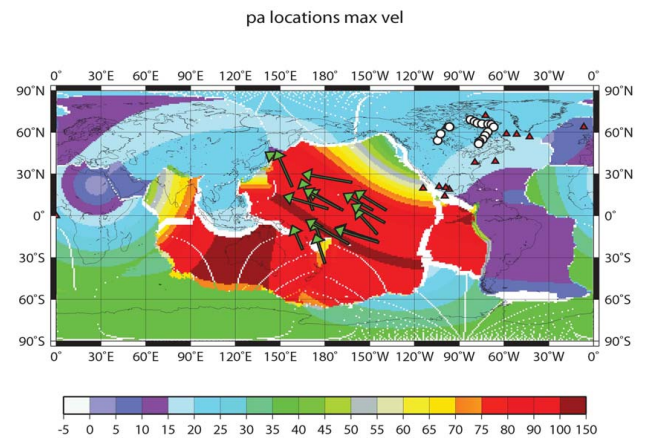 pa locations max vel
0° 30°E 60°E 90°E 120°E 150°E 180° 150°W 120°W 90°W 60°W 30°W 0°
90°N 90°N
60°N 60°N
30°N 30°N
0° 0°
30°S 30°S
60°S 60°S
90°S 90°S
0° 30°E 60°E 90°E 120°E 150°E 180° 150°W 120°W 90°W 60°W 30°W 0°
-5 0 5 10 15 20 25 30 35 40 45 50 55 60 65 70 75 80 90 100 150